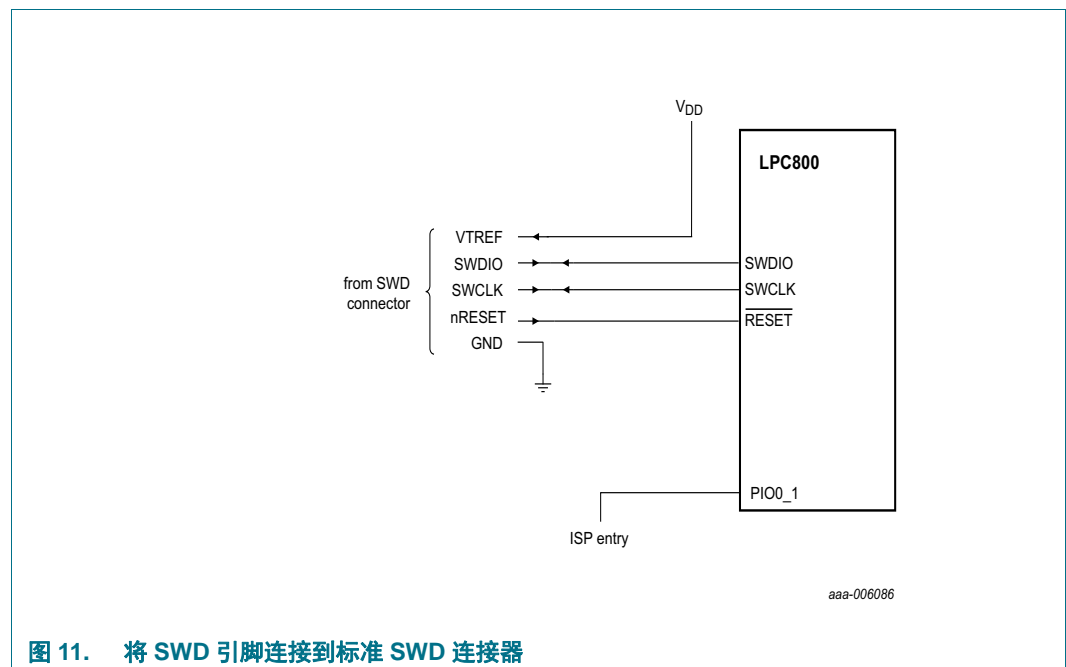 VDD
LPC800
VTREF
SWDIO
SWCLK
nRESET
GND
from SWD
connector
SWDIO
SWCLK
RESET
PIO0_1
ISP entry
aaa-006086
图 11. 将 SWD 引脚连接到标准 SWD 连接器